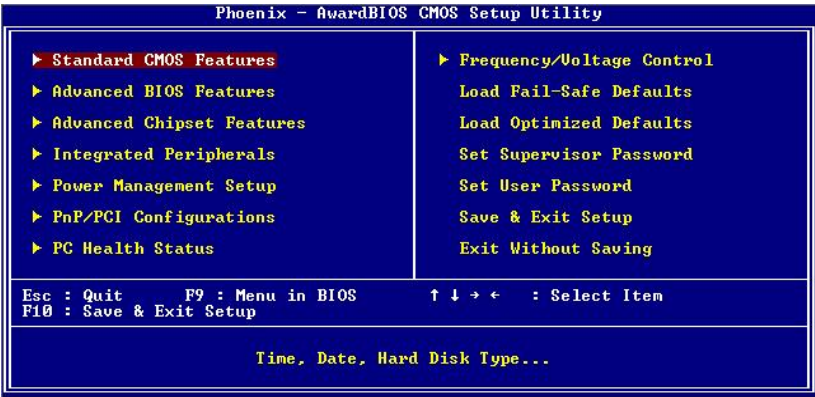 Phoenix - AwardBIOS CMOS Setup Utility
▶ Standard CMOS Features
▶ Advanced BIOS Features
▶ Advanced Chipset Features
▶ Integrated Peripherals
▶ Power Management Setup
▶ PnP/PCI Configurations
▶ PC Health Status
▶ Frequency/Voltage Control
Load Fail-Safe Defaults
Load Optimized Defaults
Set Supervisor Password
Set User Password
Save & Exit Setup
Exit Without Saving
Esc : Quit F9 : Menu in BIOS ↑ ↓ → ← : Select Item
F10 : Save & Exit Setup
Time, Date, Hard Disk Type...